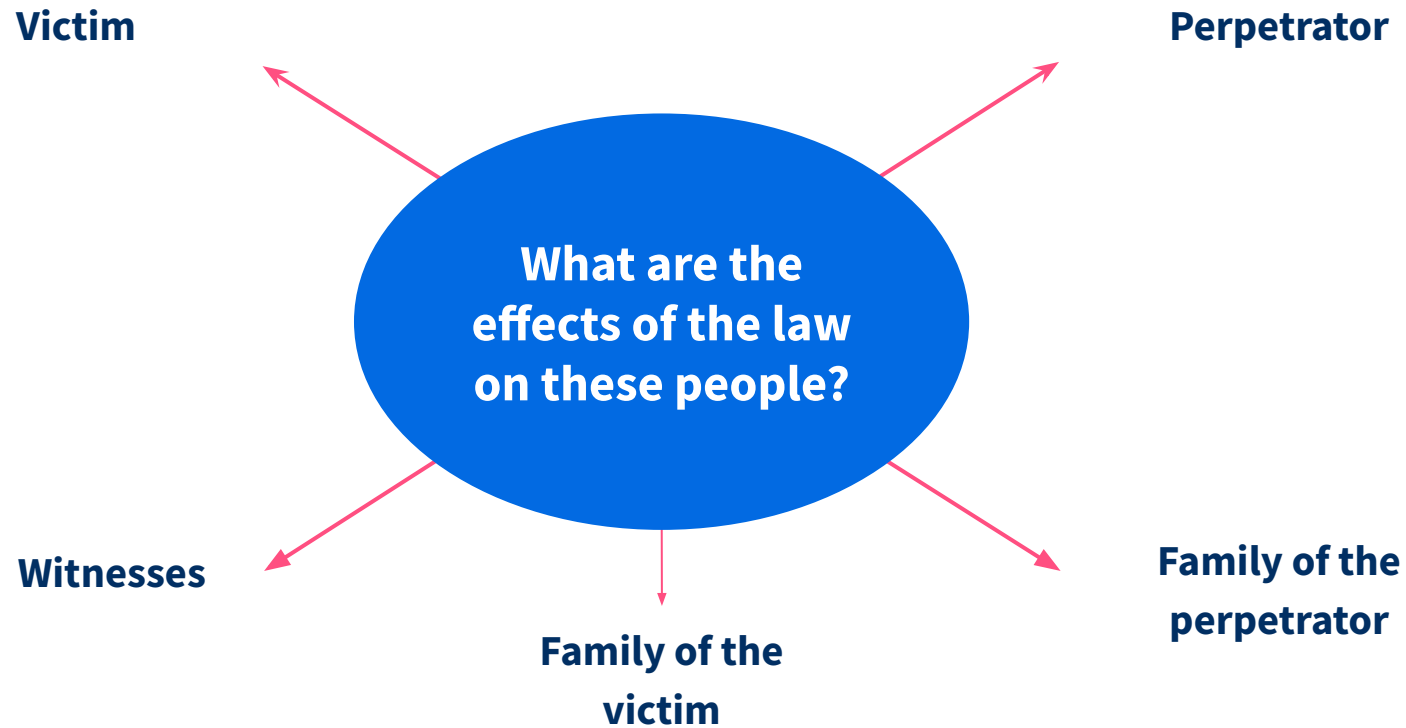 Victim
Perpetrator
What are the
effects of the law
on these people?
Witnesses
Family of the
perpetrator
Family of the
victim